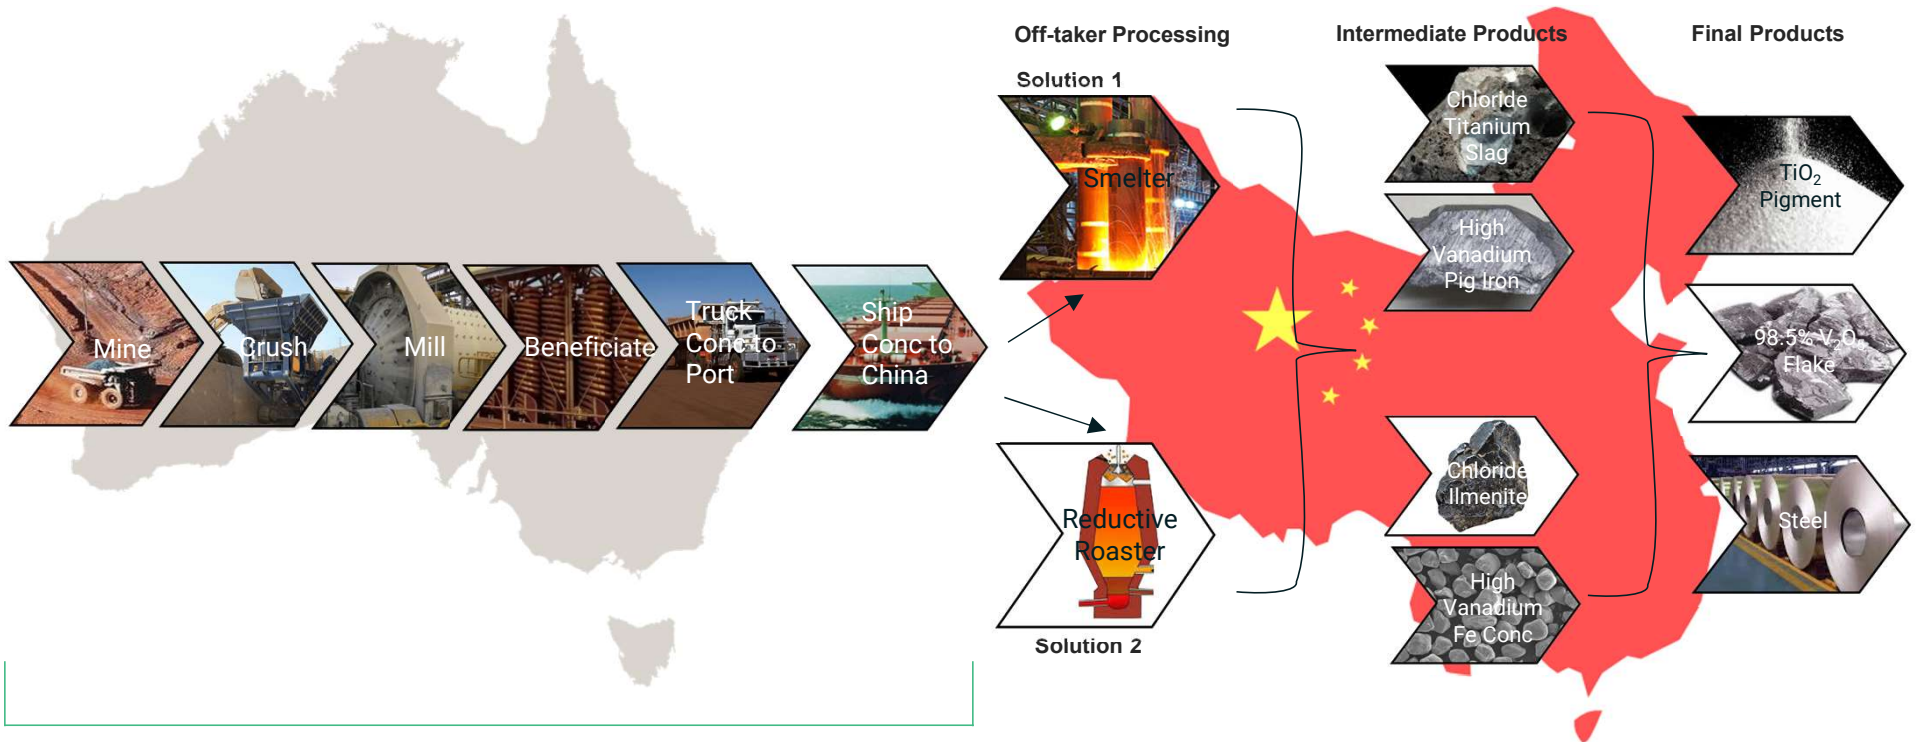 Off-taker Processing
Intermediate Products
Final Products
Solution 1
Smelter
Chloride
Titanium
Slag
High
Vanadium
Pig Iron
TiO₂
Pigment
Mine
Crush
Mill
Beneficiate
Truck
Conc to
Port
Ship
Conc to
China
98.5% V₂O₅
Flake
Reductive
Roaster
Solution 2
Chloride
Ilmenite
High
Vanadium
Fe Conc
Steel